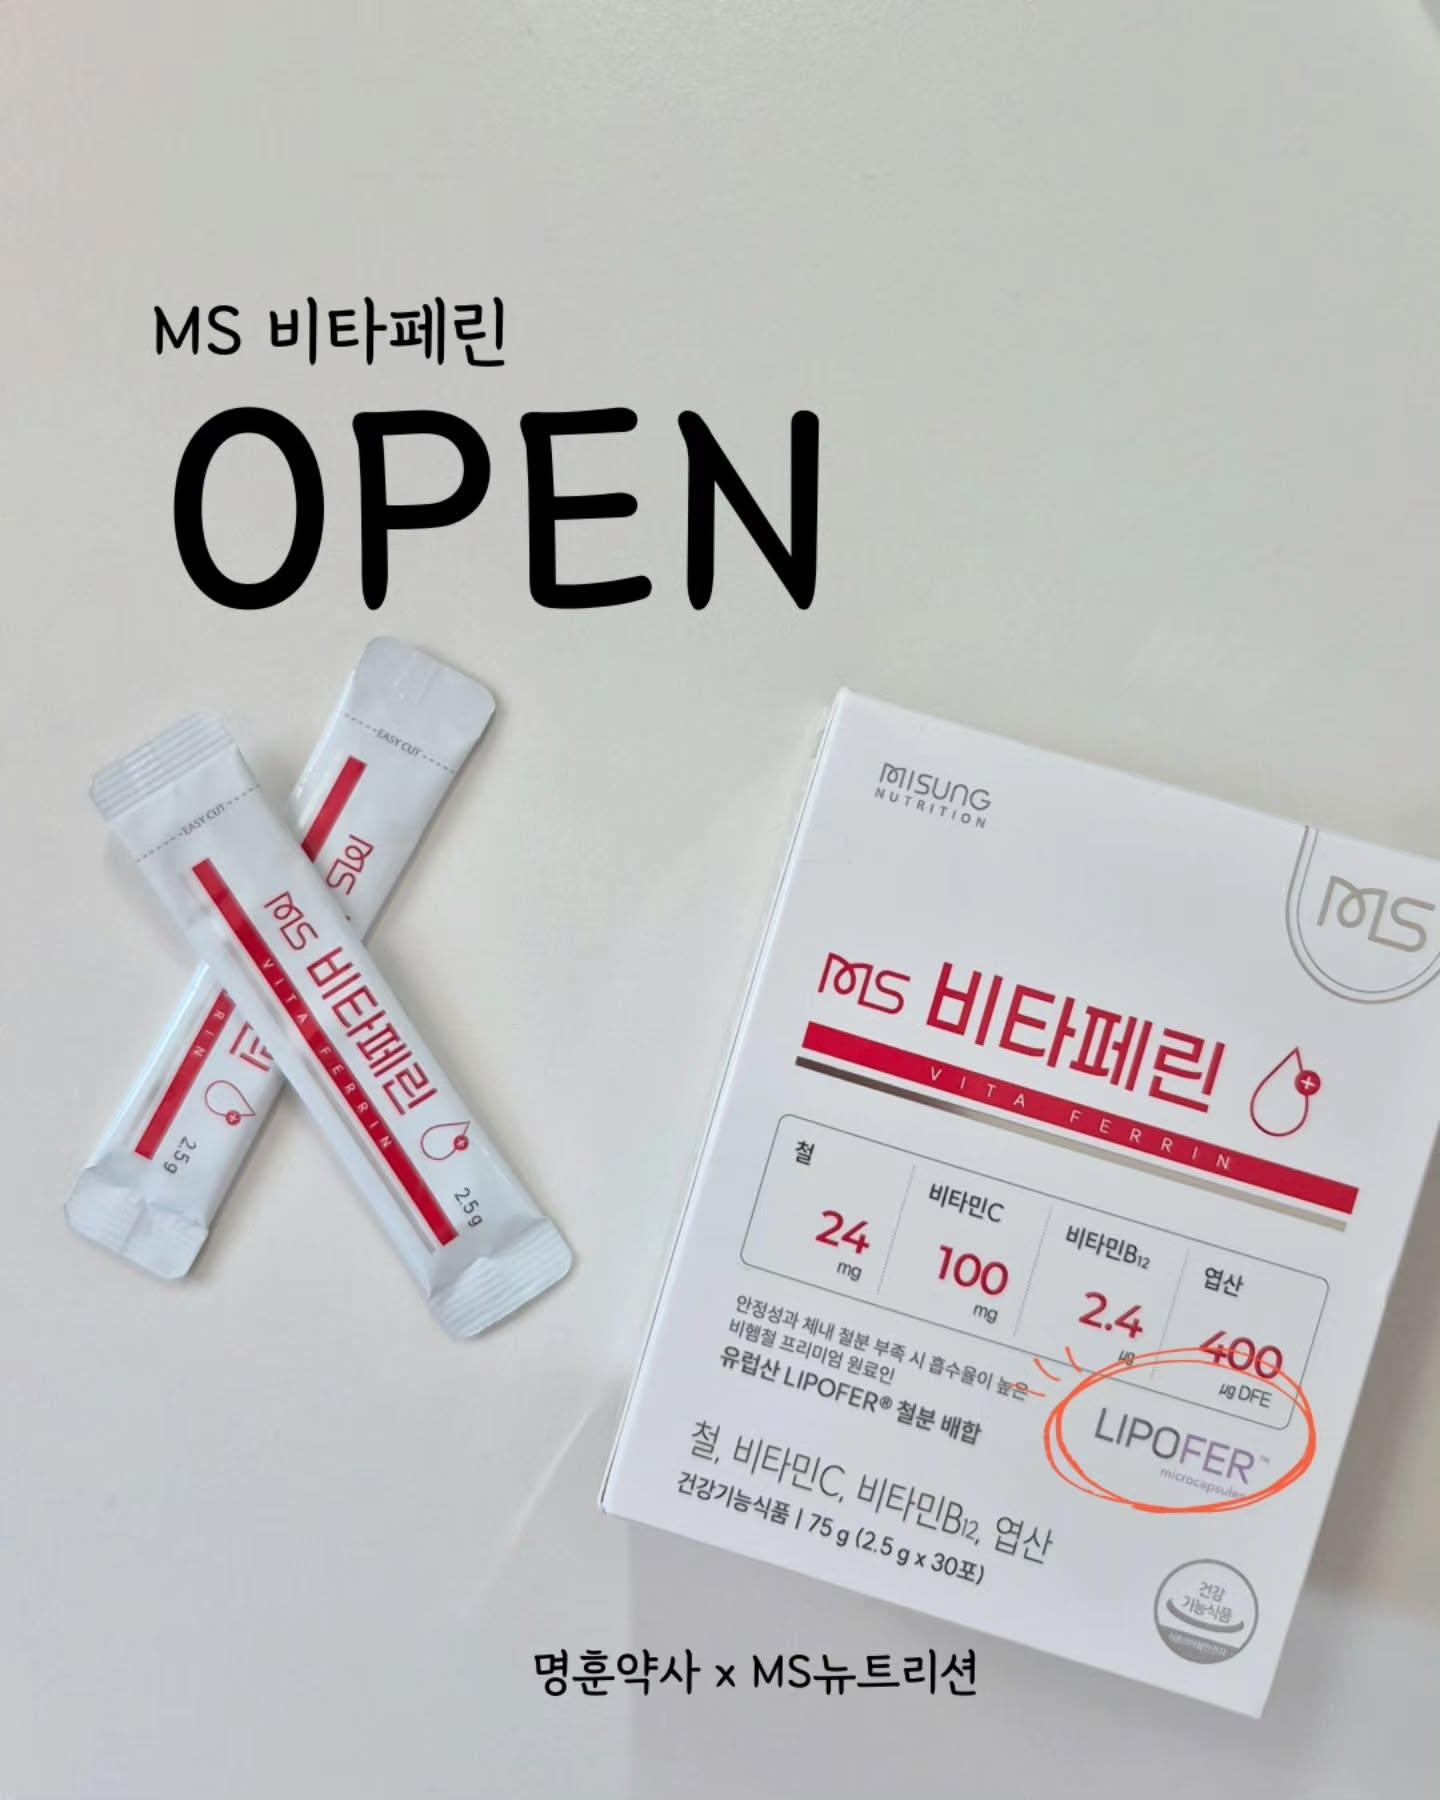 MS 비타페린
OPEN
EASY CUT
MS
RIN
린
2.5g
EASY CUT
MS 비타페린
VITA FERRIN
2.5g
MISUNG
NUTRITION
MS
MS 비타페린
VITA FERRIN
철
24
mg
비타민C
100
mg
비타민B12
2.4
μg
엽산
400
μg DFE
안정성과 체내 철분 부족 시 흡수율이 높은
비헴철 프리미엄 원료인
유럽산 LIPOFER® 철분 배합
LIPOFER™
microcapsules
철, 비타민C, 비타민B12, 엽산
건강기능식품 | 75 g (2.5 g x 30포)
건강
기능식품
명훈약사 x MS뉴트리션